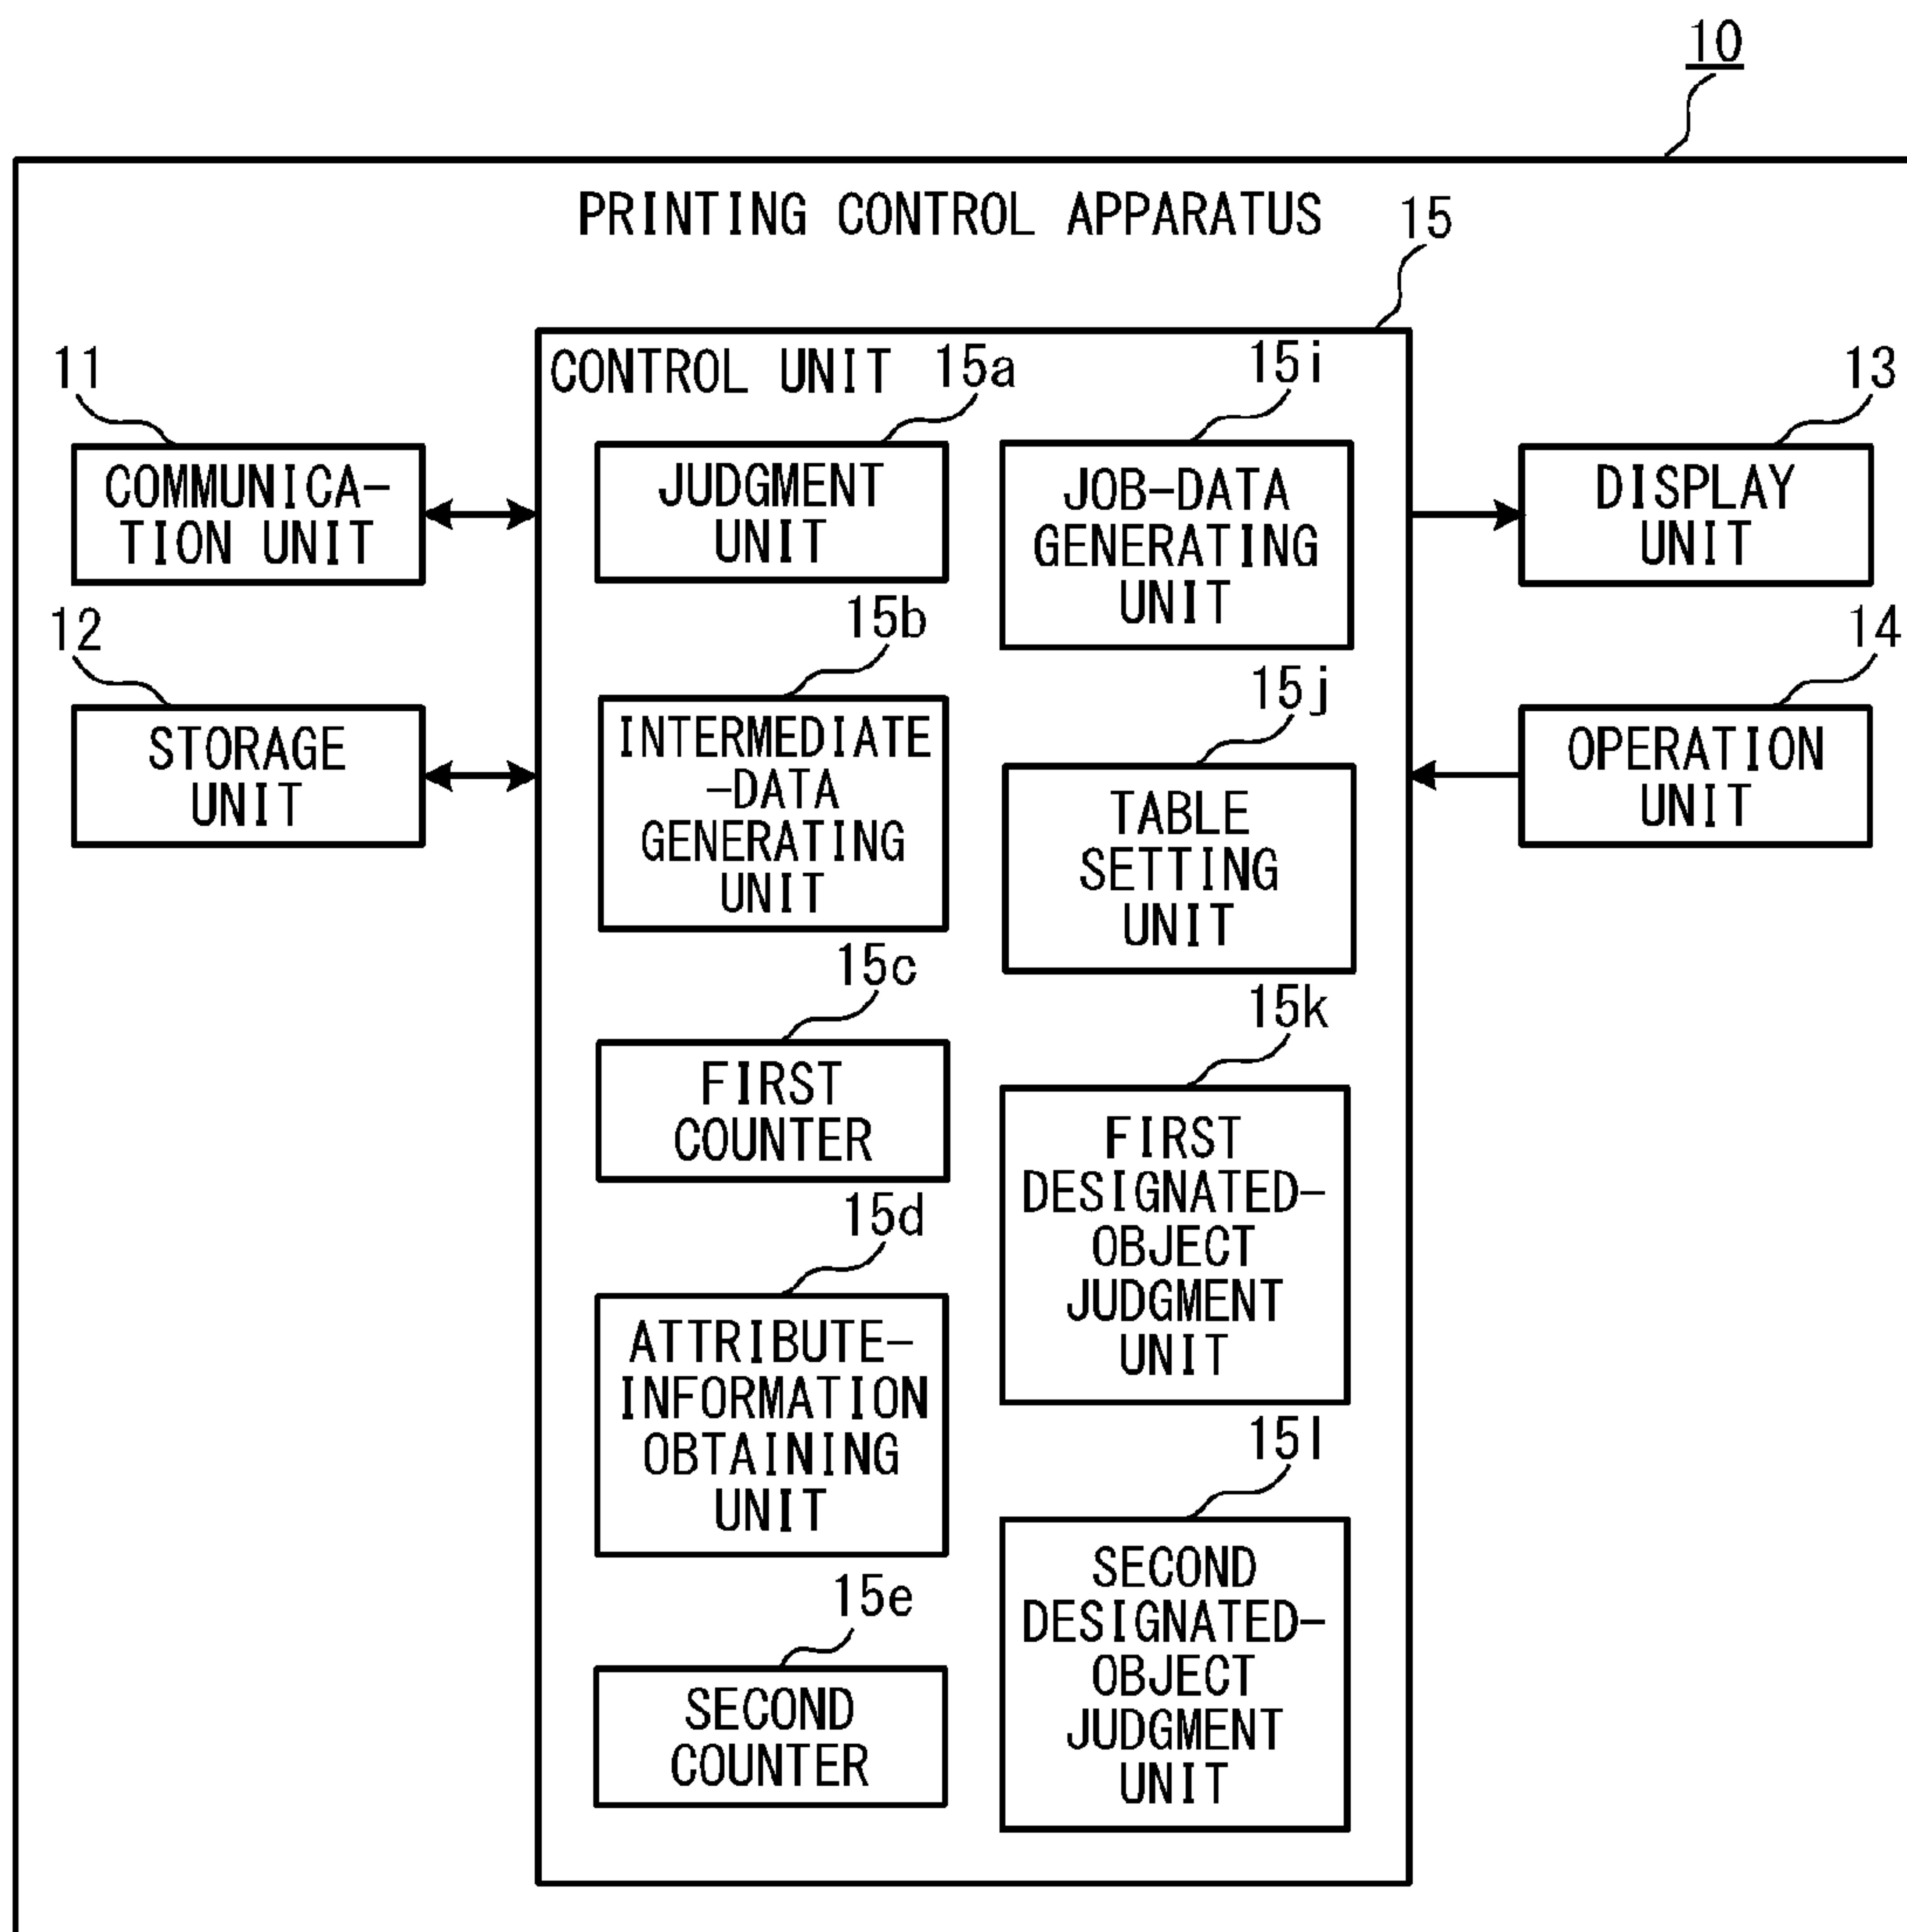 10
PRINTING CONTROL APPARATUS
15
CONTROL UNIT
11
COMMUNICA-
TION UNIT
12
STORAGE
UNIT
15a
JUDGMENT
UNIT
15b
INTERMEDIATE
-DATA
GENERATING
UNIT
15c
FIRST
COUNTER
15d
ATTRIBUTE-
INFORMATION
OBTAINING
UNIT
15e
SECOND
COUNTER
15i
JOB-DATA
GENERATING
UNIT
15j
TABLE
SETTING
UNIT
15k
FIRST
DESIGNATED-
OBJECT
JUDGMENT
UNIT
15l
SECOND
DESIGNATED-
OBJECT
JUDGMENT
UNIT
13
DISPLAY
UNIT
14
OPERATION
UNIT